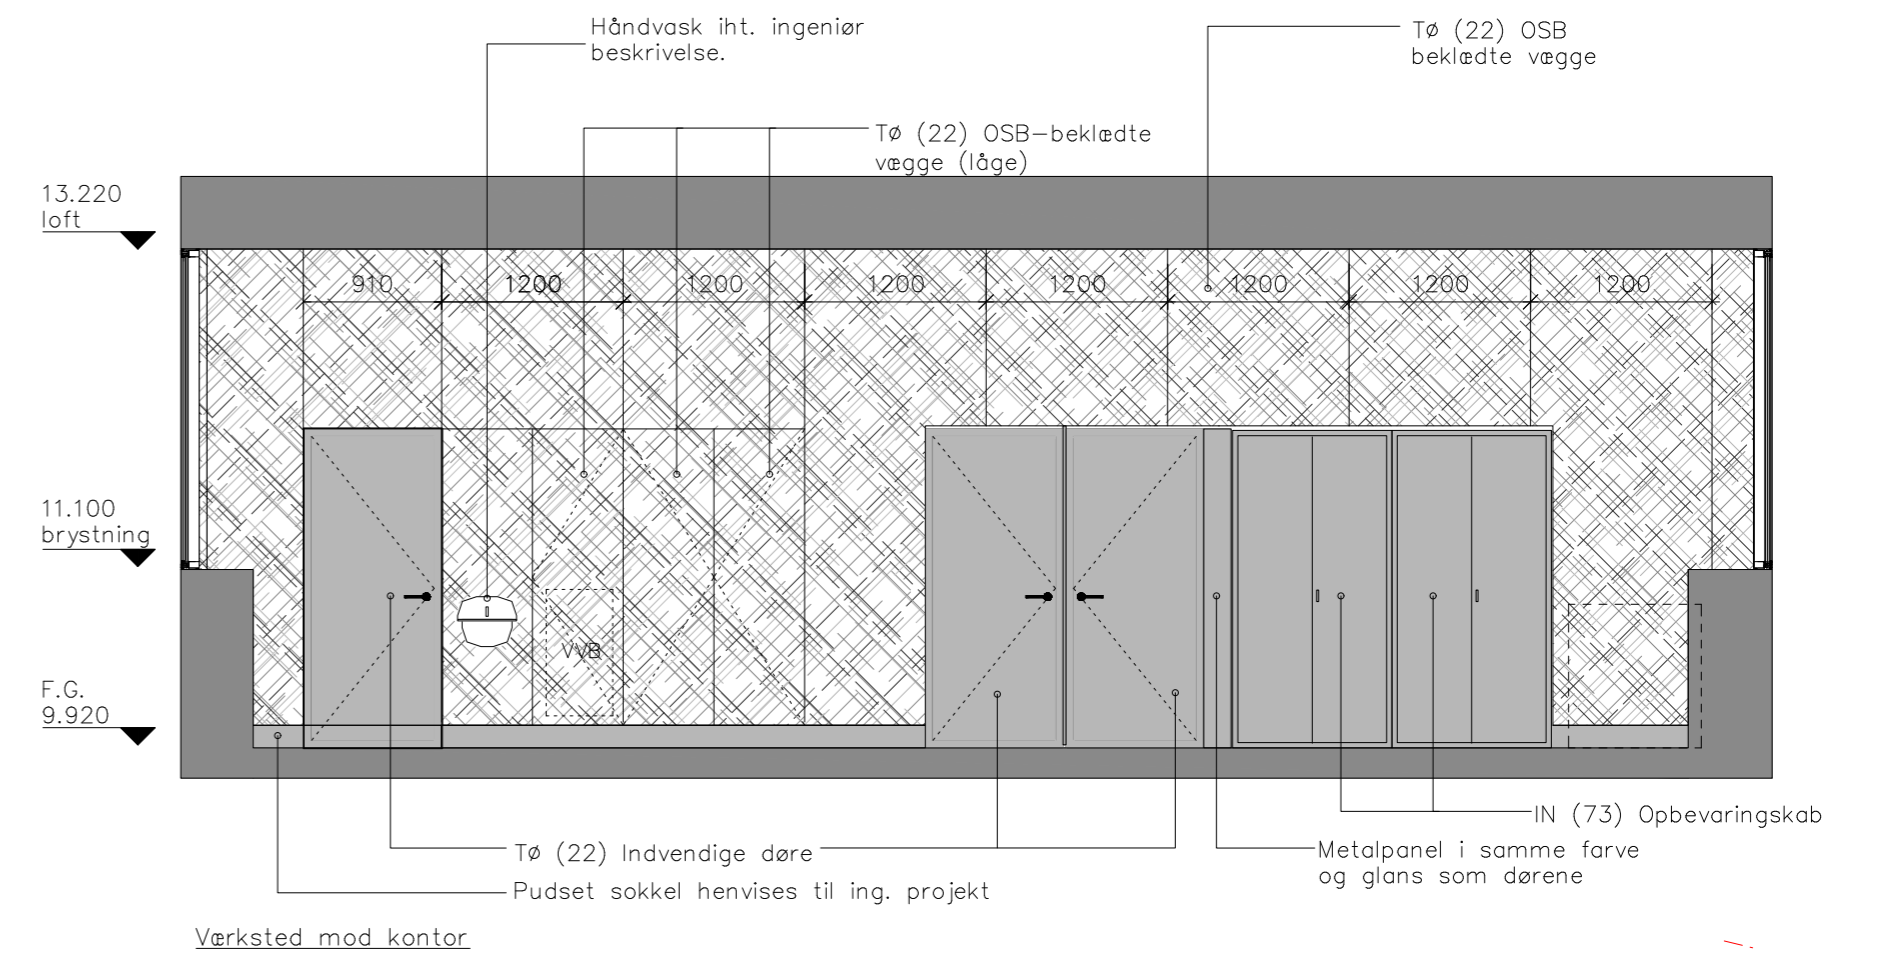 Håndvask iht. ingeniør
beskrivelse.
Tø (22) OSB
beklædte vægge
Tø (22) OSB-beklædte
vægge (låge)
13.220
loft
910
1200
1200
1200
1200
1200
1200
1200
11.100
brystning
VVB
F.G.
9.920
IN (73) Opbevaringskab
Tø (22) Indvendige døre
Metalpanel i samme farve
og glans som dørene
Pudset sokkel henvises til ing. projekt
Værksted mod kontor